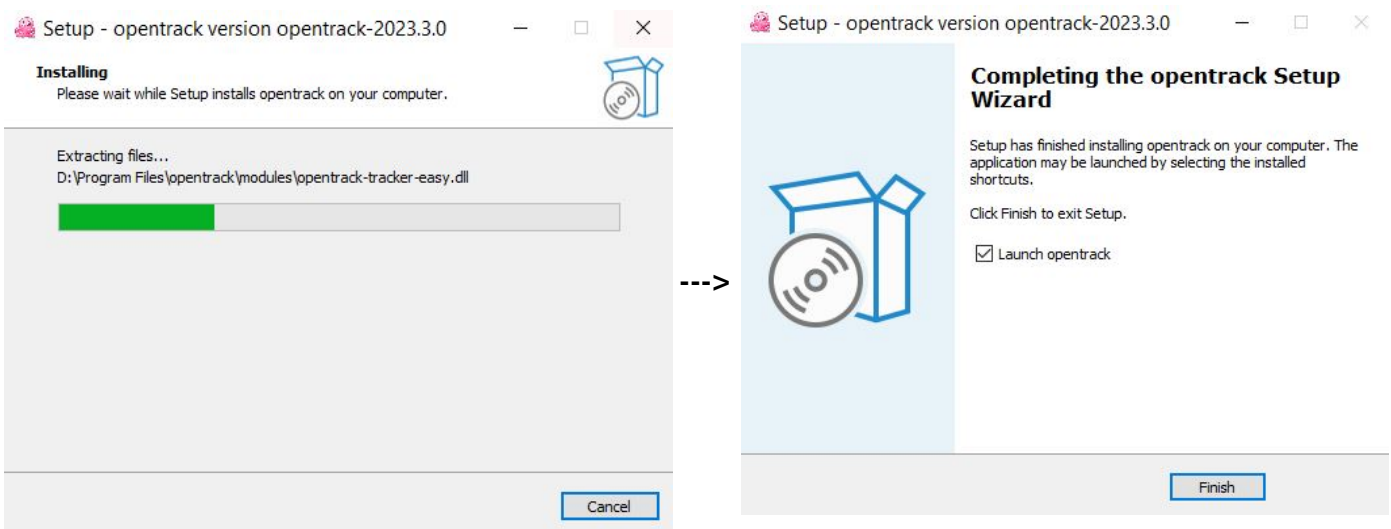 Setup - opentrack version opentrack-2023.3.0
Installing
Please wait while Setup installs opentrack on your computer.
Extracting files...
D:\Program Files\opentrack\modules\opentrack-tracker-easy.dll
Cancel
--->
Setup - opentrack version opentrack-2023.3.0
Completing the opentrack Setup
Wizard
Setup has finished installing opentrack on your computer. The
application may be launched by selecting the installed
shortcuts.
Click Finish to exit Setup.
Launch opentrack
Finish